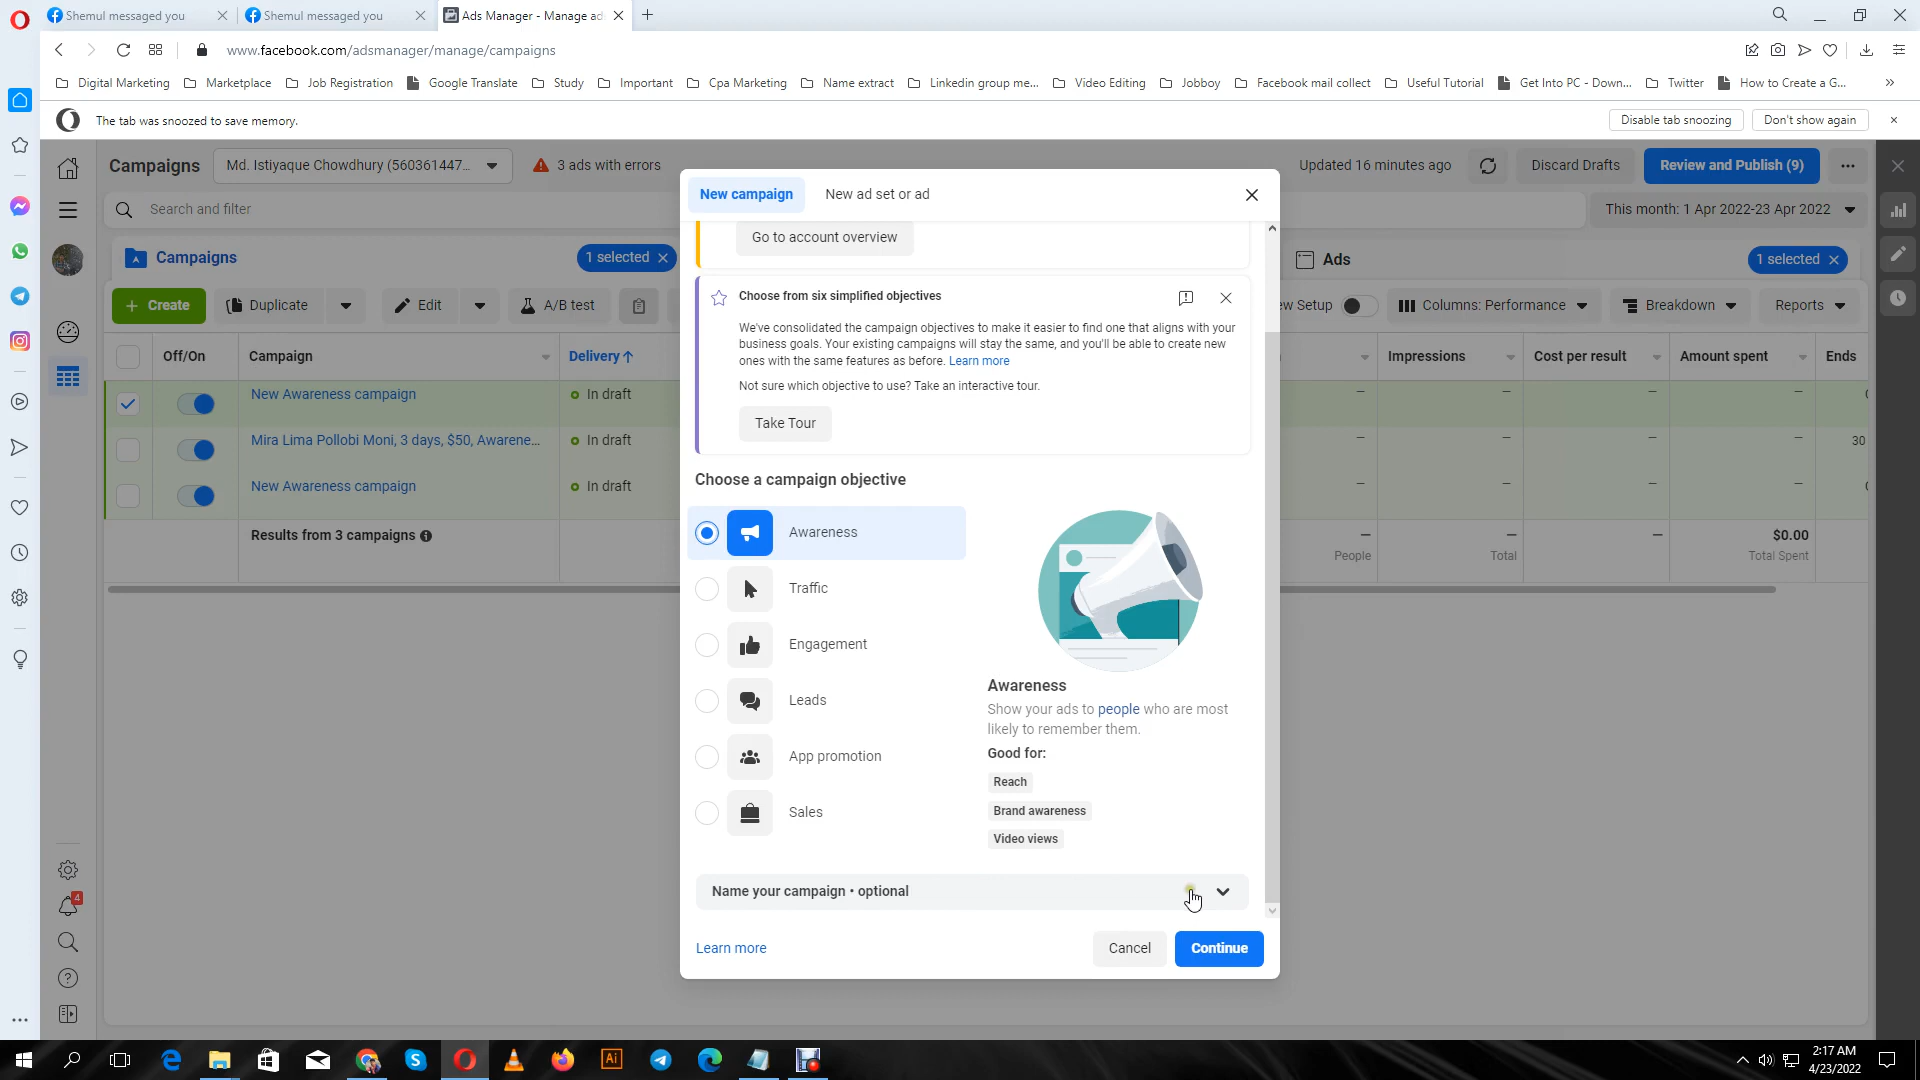 Shemul messaged you
Shemul messaged you
Ads Manager - Manage ad
www.facebook.com/adsmanager/manage/campaigns
Digital Marketing
Marketplace
Job Registration
Google Translate
Study
Important
Cpa Marketing
Name extract
Linkedin group me...
Video Editing
Jobboy
Facebook mail collect
Useful Tutorial
Get Into PC - Down...
Twitter
How to Create a G...
The tab was snoozed to save memory.
Disable tab snoozing
Don't show again
Campaigns
Md. Istiyaque Chowdhury (560361447...
3 ads with errors
Updated 16 minutes ago
Discard Drafts
Review and Publish (9)
Search and filter
This month: 1 Apr 2022-23 Apr 2022
Campaigns
1 selected
Ads
1 selected
+ Create
Duplicate
Edit
A/B test
ew Setup
Columns: Performance
Breakdown
Reports
Off/On
Campaign
Delivery
Impressions
Cost per result
Amount spent
Ends
New Awareness campaign
In draft
Mira Lima Pollobi Moni, 3 days, $50, Awarene...
In draft
30
New Awareness campaign
In draft
Results from 3 campaigns
People
Total
$0.00
Total Spent
New campaign
New ad set or ad
Go to account overview
Choose from six simplified objectives
We've consolidated the campaign objectives to make it easier to find one that aligns with your
business goals. Your existing campaigns will stay the same, and you'll be able to create new
ones with the same features as before. Learn more
Not sure which objective to use? Take an interactive tour.
Take Tour
Choose a campaign objective
Awareness
Traffic
Engagement
Leads
App promotion
Sales
Awareness
Show your ads to people who are most
likely to remember them.
Good for:
Reach
Brand awareness
Video views
Name your campaign • optional
Learn more
Cancel
Continue
4
2:17 AM
4/23/2022